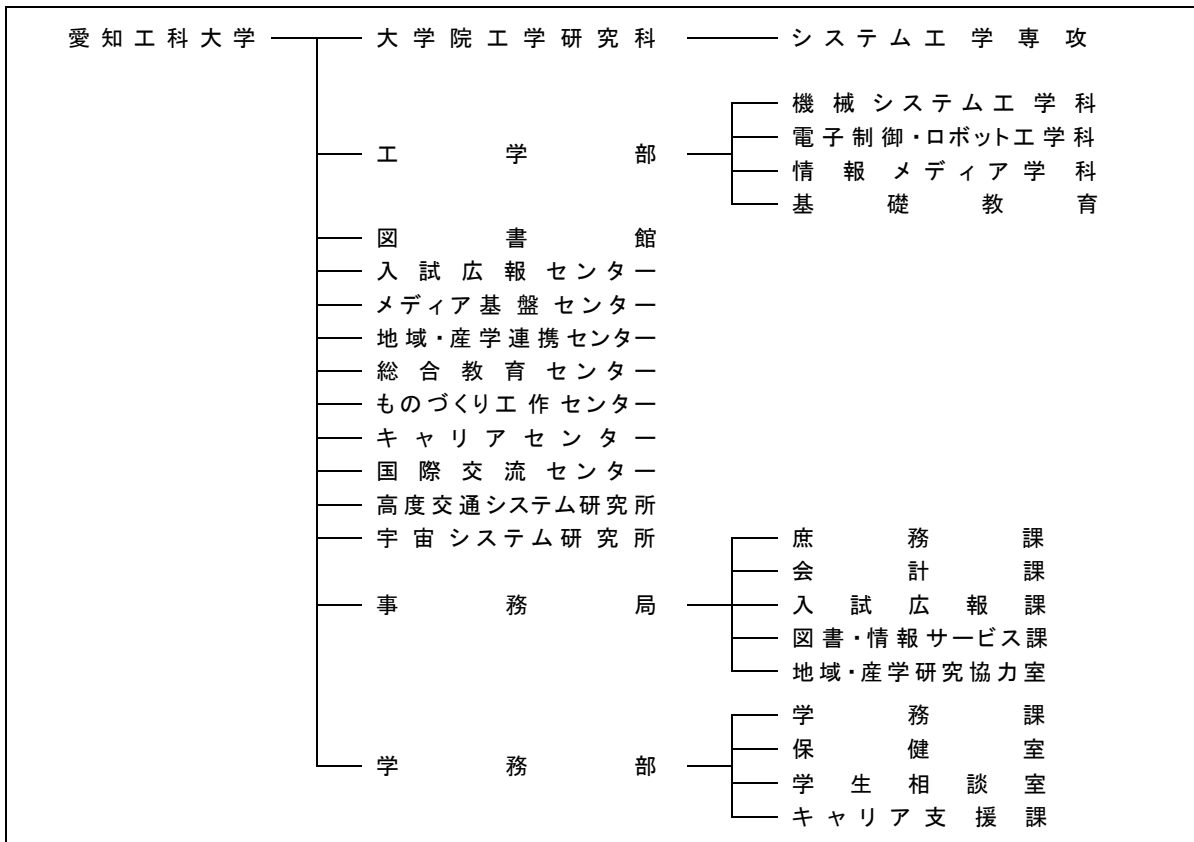 愛知工科大学 大学院工学研究科 システム工学専攻
機械システム工学科
電子制御・ロボット工学科
工学部
情報メディア学科
基礎教育
図書館
入試広報センター
メディア基盤センター
地域・産学連携センター
総合教育センター
ものづくり工作センター
キャリアセンター
国際交流センター
高度交通システム研究所
宇宙システム研究所 庶務課
会計課
事務局 入試広報課
図書・情報サービス課
地域・産学研究協力室
学務課
保健室
学務部
学生相談室
キャリア支援課